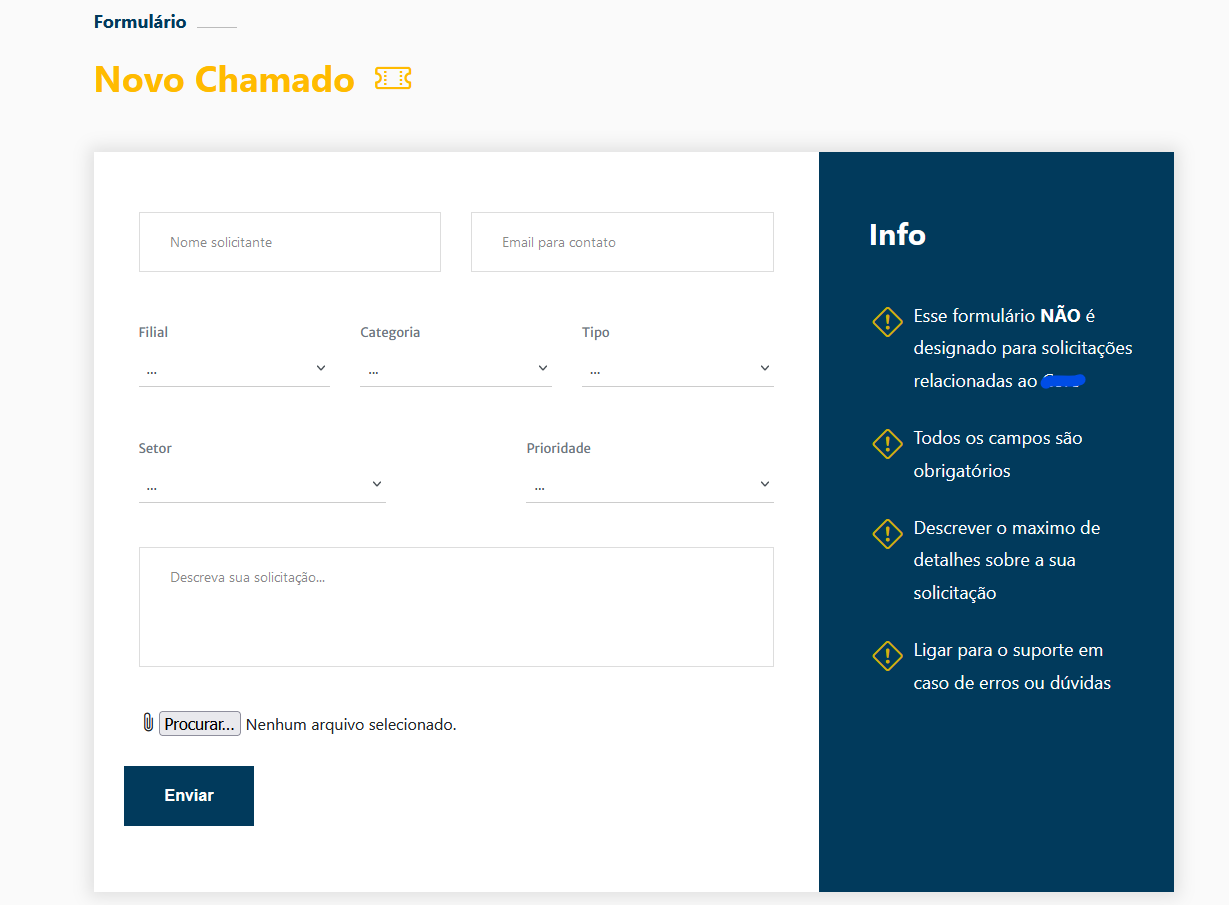 Formulário
Novo Chamado
Nome solicitante
Email para contato
Filial
Categoria
Tipo
...
...
...
Setor
Prioridade
...
...
Descreva sua solicitação...
Procurar... Nenhum arquivo selecionado.
Enviar
Info
Esse formulário NÃO é
designado para solicitações
relacionadas ao
Todos os campos são
obrigatórios
Descrever o maximo de
detalhes sobre a sua
solicitação
Ligar para o suporte em
caso de erros ou dúvidas